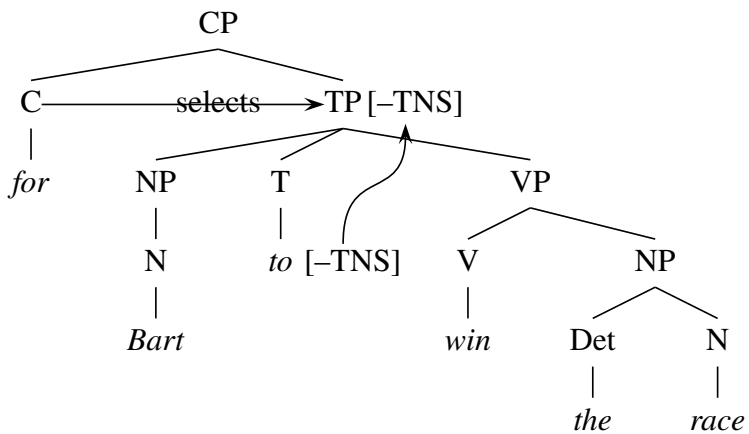 CP
C selects TP [–TNS]
for NP T VP
N to [–TNS] V NP
Bart win Det N
the race